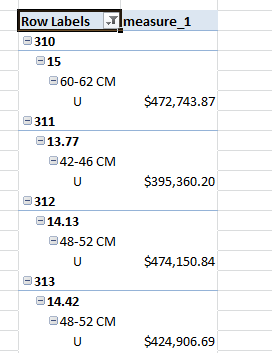 Row Labels measure_1
310
15
60-62 CM
U $472,743.87
311
13.77
42-46 CM
U $395,360.20
312
14.13
48-52 CM
U $474,150.84
313
14.42
48-52 CM
U $424,906.69